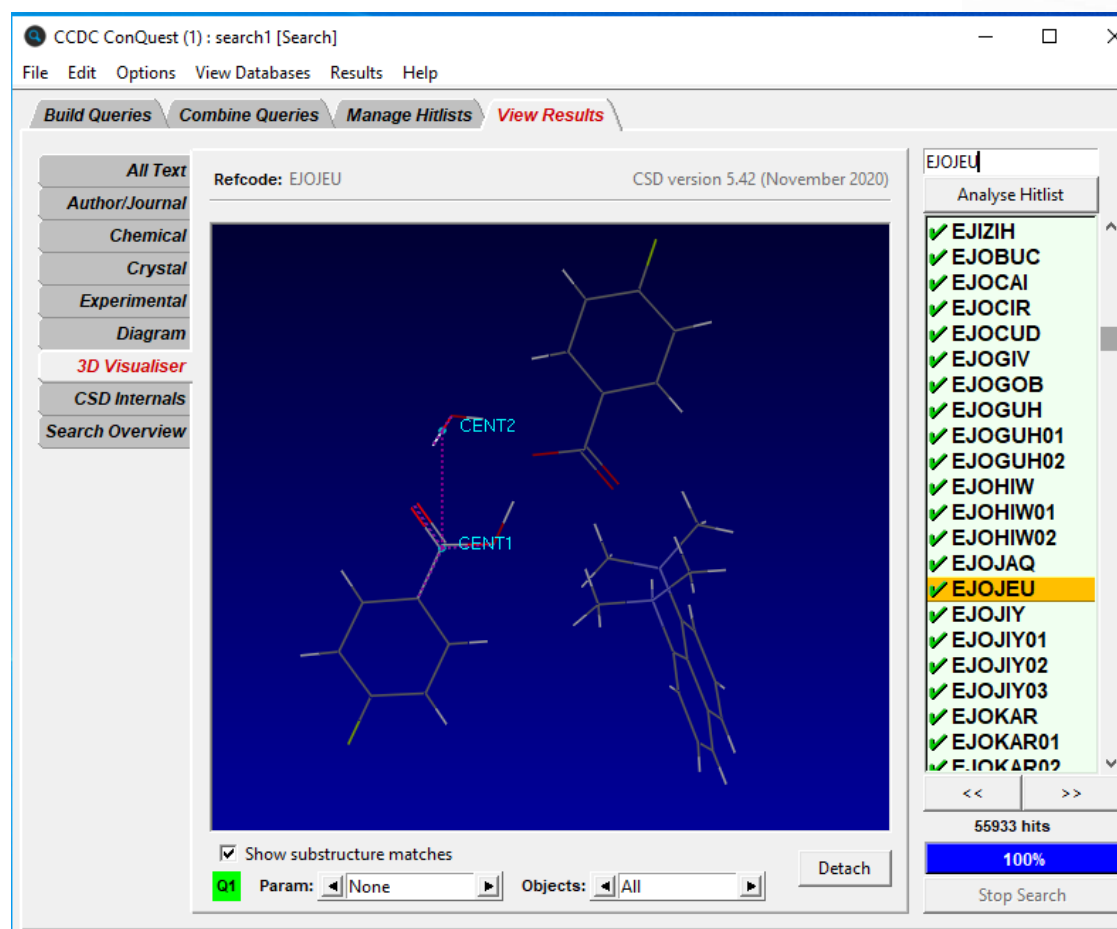 CCDC ConQuest (1) : search1 [Search]
File Edit Options View Databases Results Help
Build Queries Combine Queries Manage Hitlists View Results
All Text
Author/Journal
Chemical
Crystal
Experimental
Diagram
3D Visualiser
CSD Internals
Search Overview
Refcode: EJOJEU CSD version 5.42 (November 2020)
CENT2
CENT1
Show substructure matches
Q1 Param: None Objects: All
Detach
EJOJEU
Analyse Hitlist
EJIZIH
EJOBUC
EJOCAI
EJOCIR
EJOCUD
EJOGIV
EJOGOB
EJOGUH
EJOGUH01
EJOGUH02
EJOHIW
EJOHIW01
EJOHIW02
EJOJAQ
EJOJEU
EJOJIY
EJOJIY01
EJOJIY02
EJOJIY03
EJOKAR
EJOKAR01
EJOKAR02
<< >>
55933 hits
100%
Stop Search